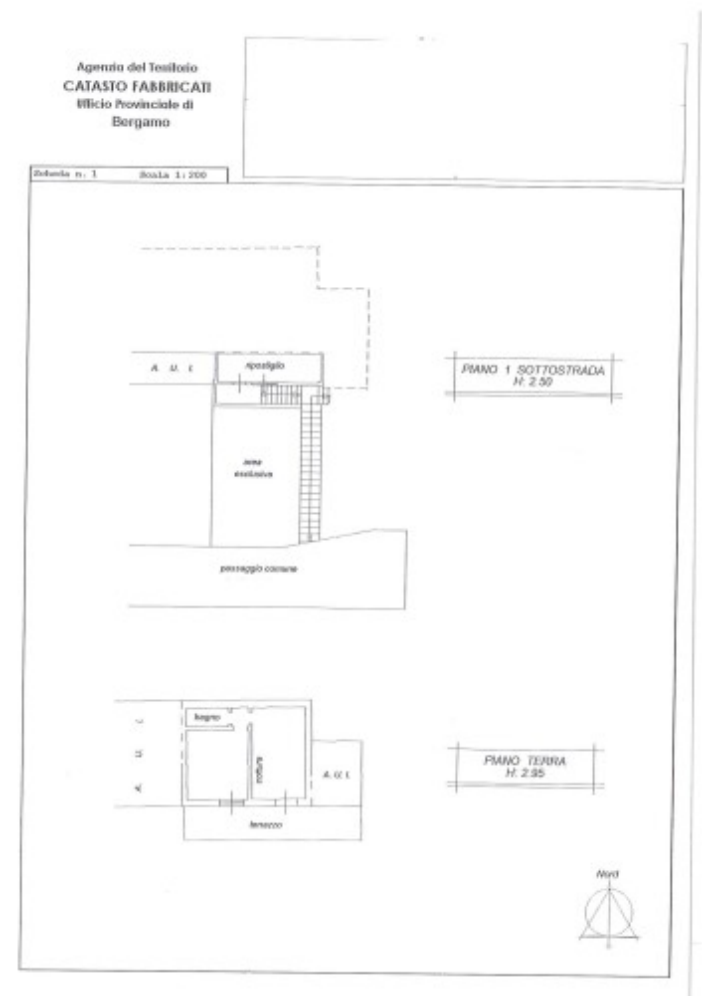 Agenzia del Territorio
CATASTO FABBRICATI
Ufficio Provinciale di
Bergamo
Scheda n. 1 Scala 1:200
A. U. I.
ripostiglio
PIANO 1 SOTTOSTRADA
H: 2.50
area
esclusiva
passaggio comune
bagno
A. U. I.
cottura
A. U. I.
PIANO TERRA
H: 2.95
terrazzo
Nord